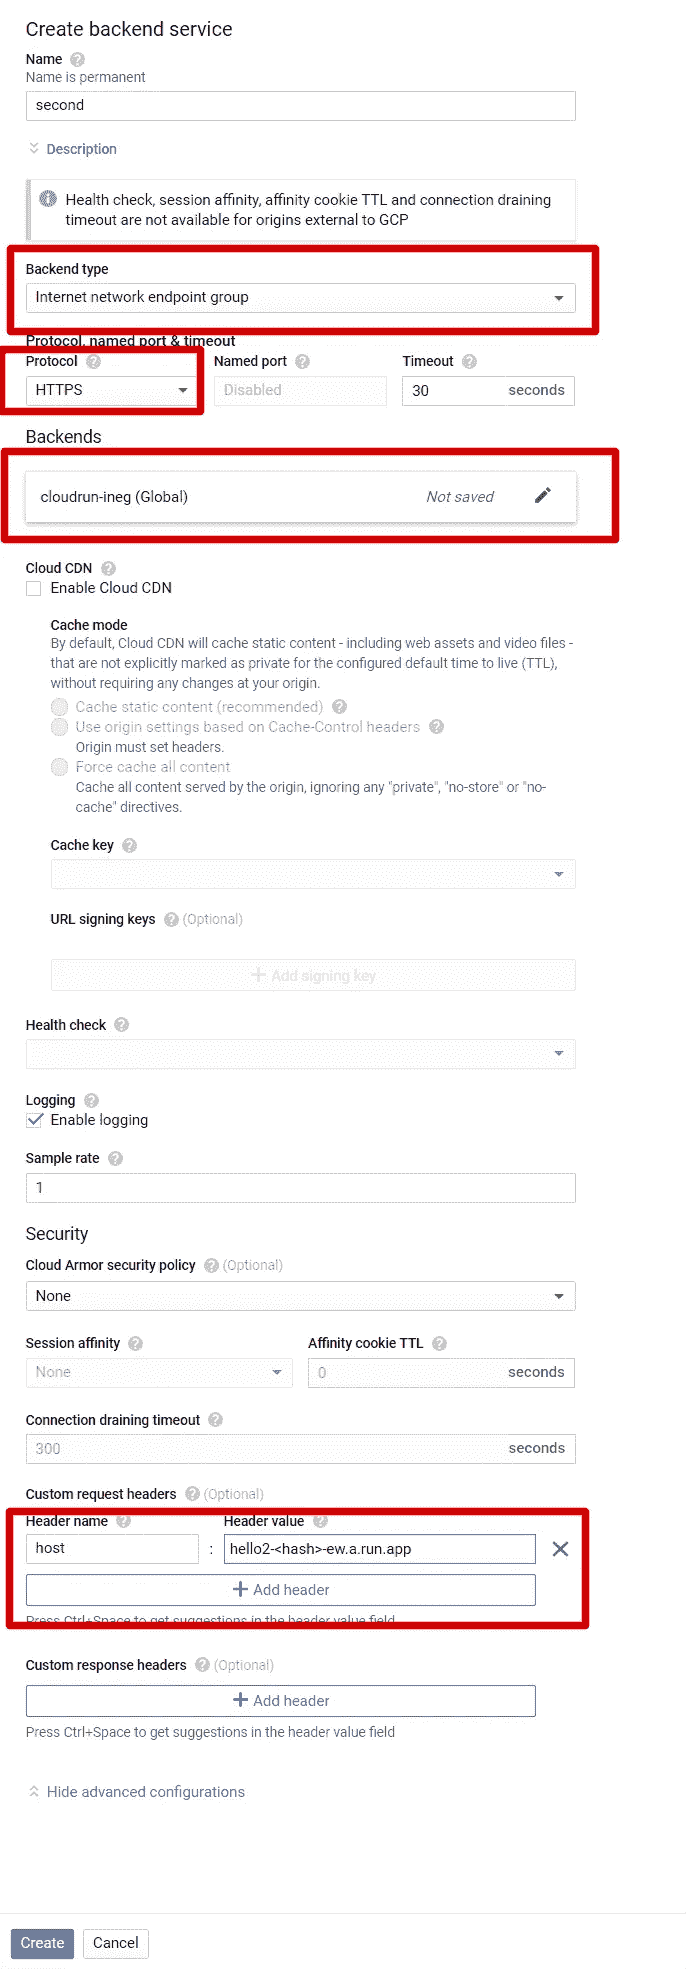 Create backend service
Name
Name is permanent
second
Description
Health check, session affinity, affinity cookie TTL and connection draining
timeout are not available for origins external to GCP
Backend type
Internet network endpoint group
Protocol, named port & timeout
Protocol Named port Timeout
HTTPS Disabled 30 seconds
Backends
cloudrun-ineg (Global) Not saved
Cloud CDN
Enable Cloud CDN
Cache mode
By default, Cloud CDN will cache static content - including web assets and video files -
that are not explicitly marked as private for the configured default time to live (TTL),
without requiring any changes at your origin.
Cache static content (recommended)
Use origin settings based on Cache-Control headers
Origin must set headers.
Force cache all content
Cache all content served by the origin, ignoring any "private", "no-store" or "no-
cache" directives.
Cache key
URL signing keys (Optional)
Add signing key
Health check
Logging
Enable logging
Sample rate
1
Security
Cloud Armor security policy (Optional)
None
Session affinity Affinity cookie TTL
None 0 seconds
Connection draining timeout
300 seconds
Custom request headers (Optional)
Header name Header value
host : hello2-<hash>-ew.a.run.app
Add header
Press Ctrl+Space to get suggestions in the header value field
Custom response headers (Optional)
Add header
Press Ctrl+Space to get suggestions in the header value field
Hide advanced configurations
Create Cancel